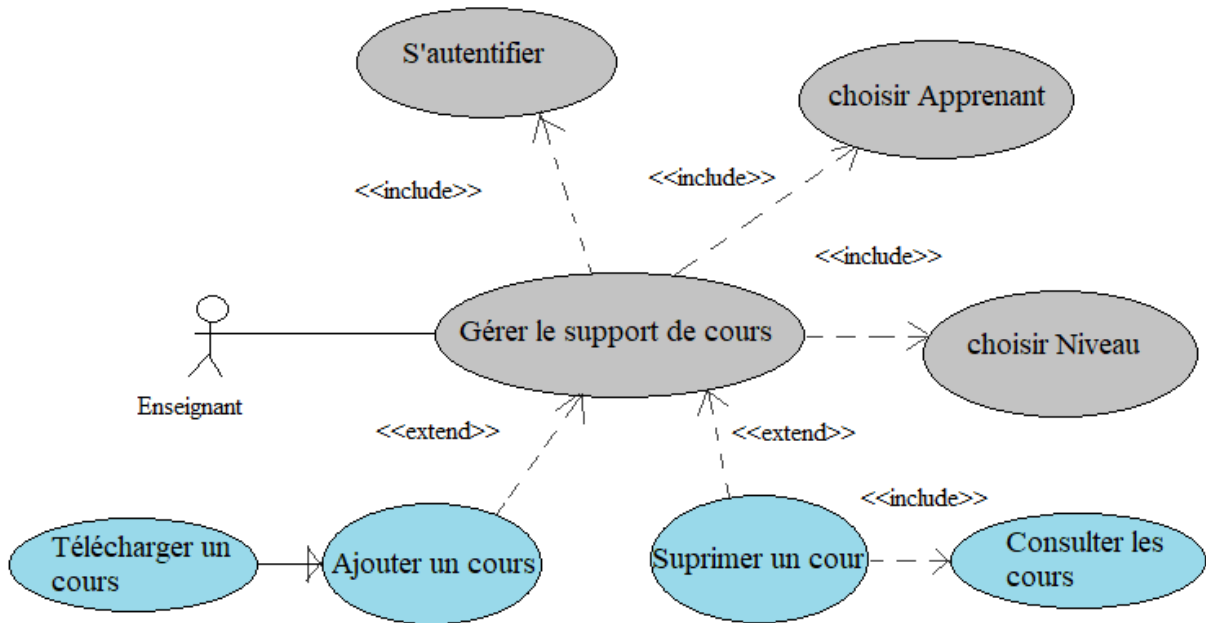 S'autentifier
choisir Apprenant
<<include>>
<<include>>
<<include>>
Gérer le support de cours
choisir Niveau
Enseignant
<<extend>>
<<extend>>
<<include>>
Télécharger un
cours
Ajouter un cours
Suprimer un cour
Consulter les
cours